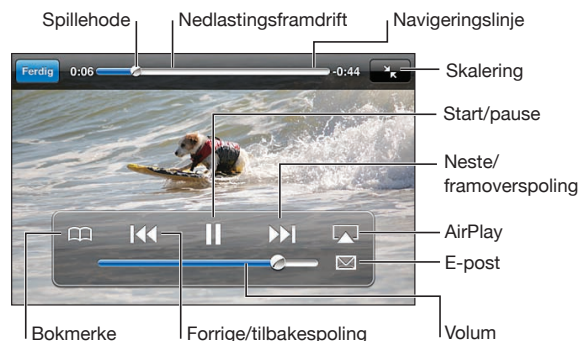 Spillehode
Nedlastingsframdrift
Navigeringslinje
Ferdig
0:06
-0:44
Skalering
Start/pause
Neste/
framoverspoling
AirPlay
E-post
Bokmerke
Forrige/tilbakespoling
Volum